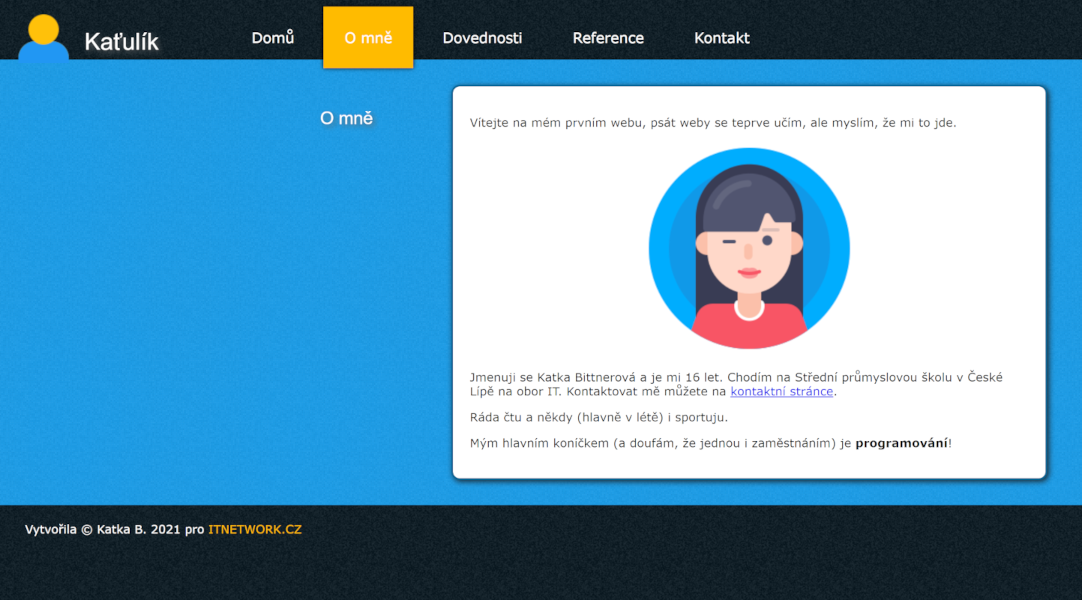 Kaťulík
Domů
O mně
Dovednosti
Reference
Kontakt
O mně
Vítejte na mém prvním webu, psát weby se teprve učím, ale myslím, že mi to jde.
Jmenuji se Katka Bittnerová a je mi 16 let. Chodím na Střední průmyslovou školu v České
Lípě na obor IT. Kontaktovat mě můžete na kontaktní stránce.
Ráda čtu a někdy (hlavně v létě) i sportuju.
Mým hlavním koníčkem (a doufám, že jednou i zaměstnáním) je programování!
Vytvořila © Katka B. 2021 pro ITNETWORK.CZ